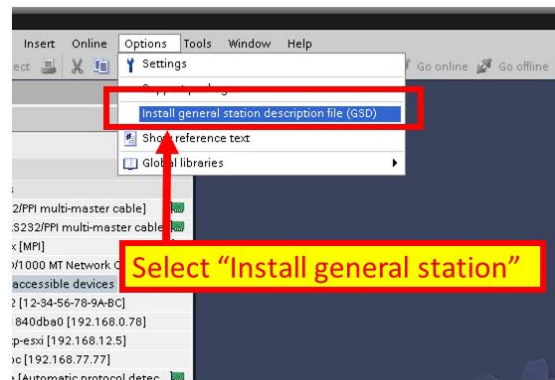 Insert Online Options Tools Window Help
Settings
Go online Go offline
Install general station description file (GSD)
Show reference text
Global libraries
2/PPI multi-master cable]
S232/PPI multi-master cable
x [MPI]
/1000 MT Network C
accessible devices
2 [12-34-56-78-9A-BC]
840dba0 [192.168.0.78]
p-esxi [192.168.12.5]
oc [192.168.77.77]
[Automatic protocol detec
Select “Install general station”